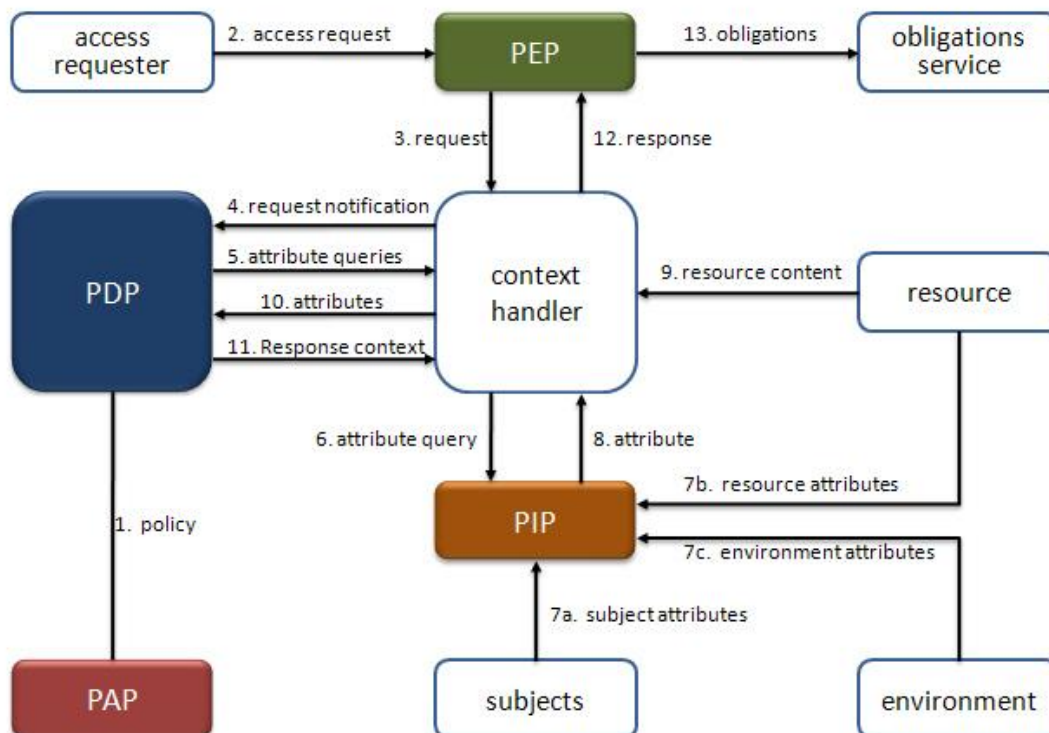 access
requester
2. access request
PEP
13. obligations
obligations
service
3. request
12. response
PDP
4. request notification
5. attribute queries
10. attributes
11. Response context
context
handler
9. resource content
resource
6. attribute query
8. attribute
7b. resource attributes
1. policy
PIP
7c. environment attributes
7a. subject attributes
PAP
subjects
environment